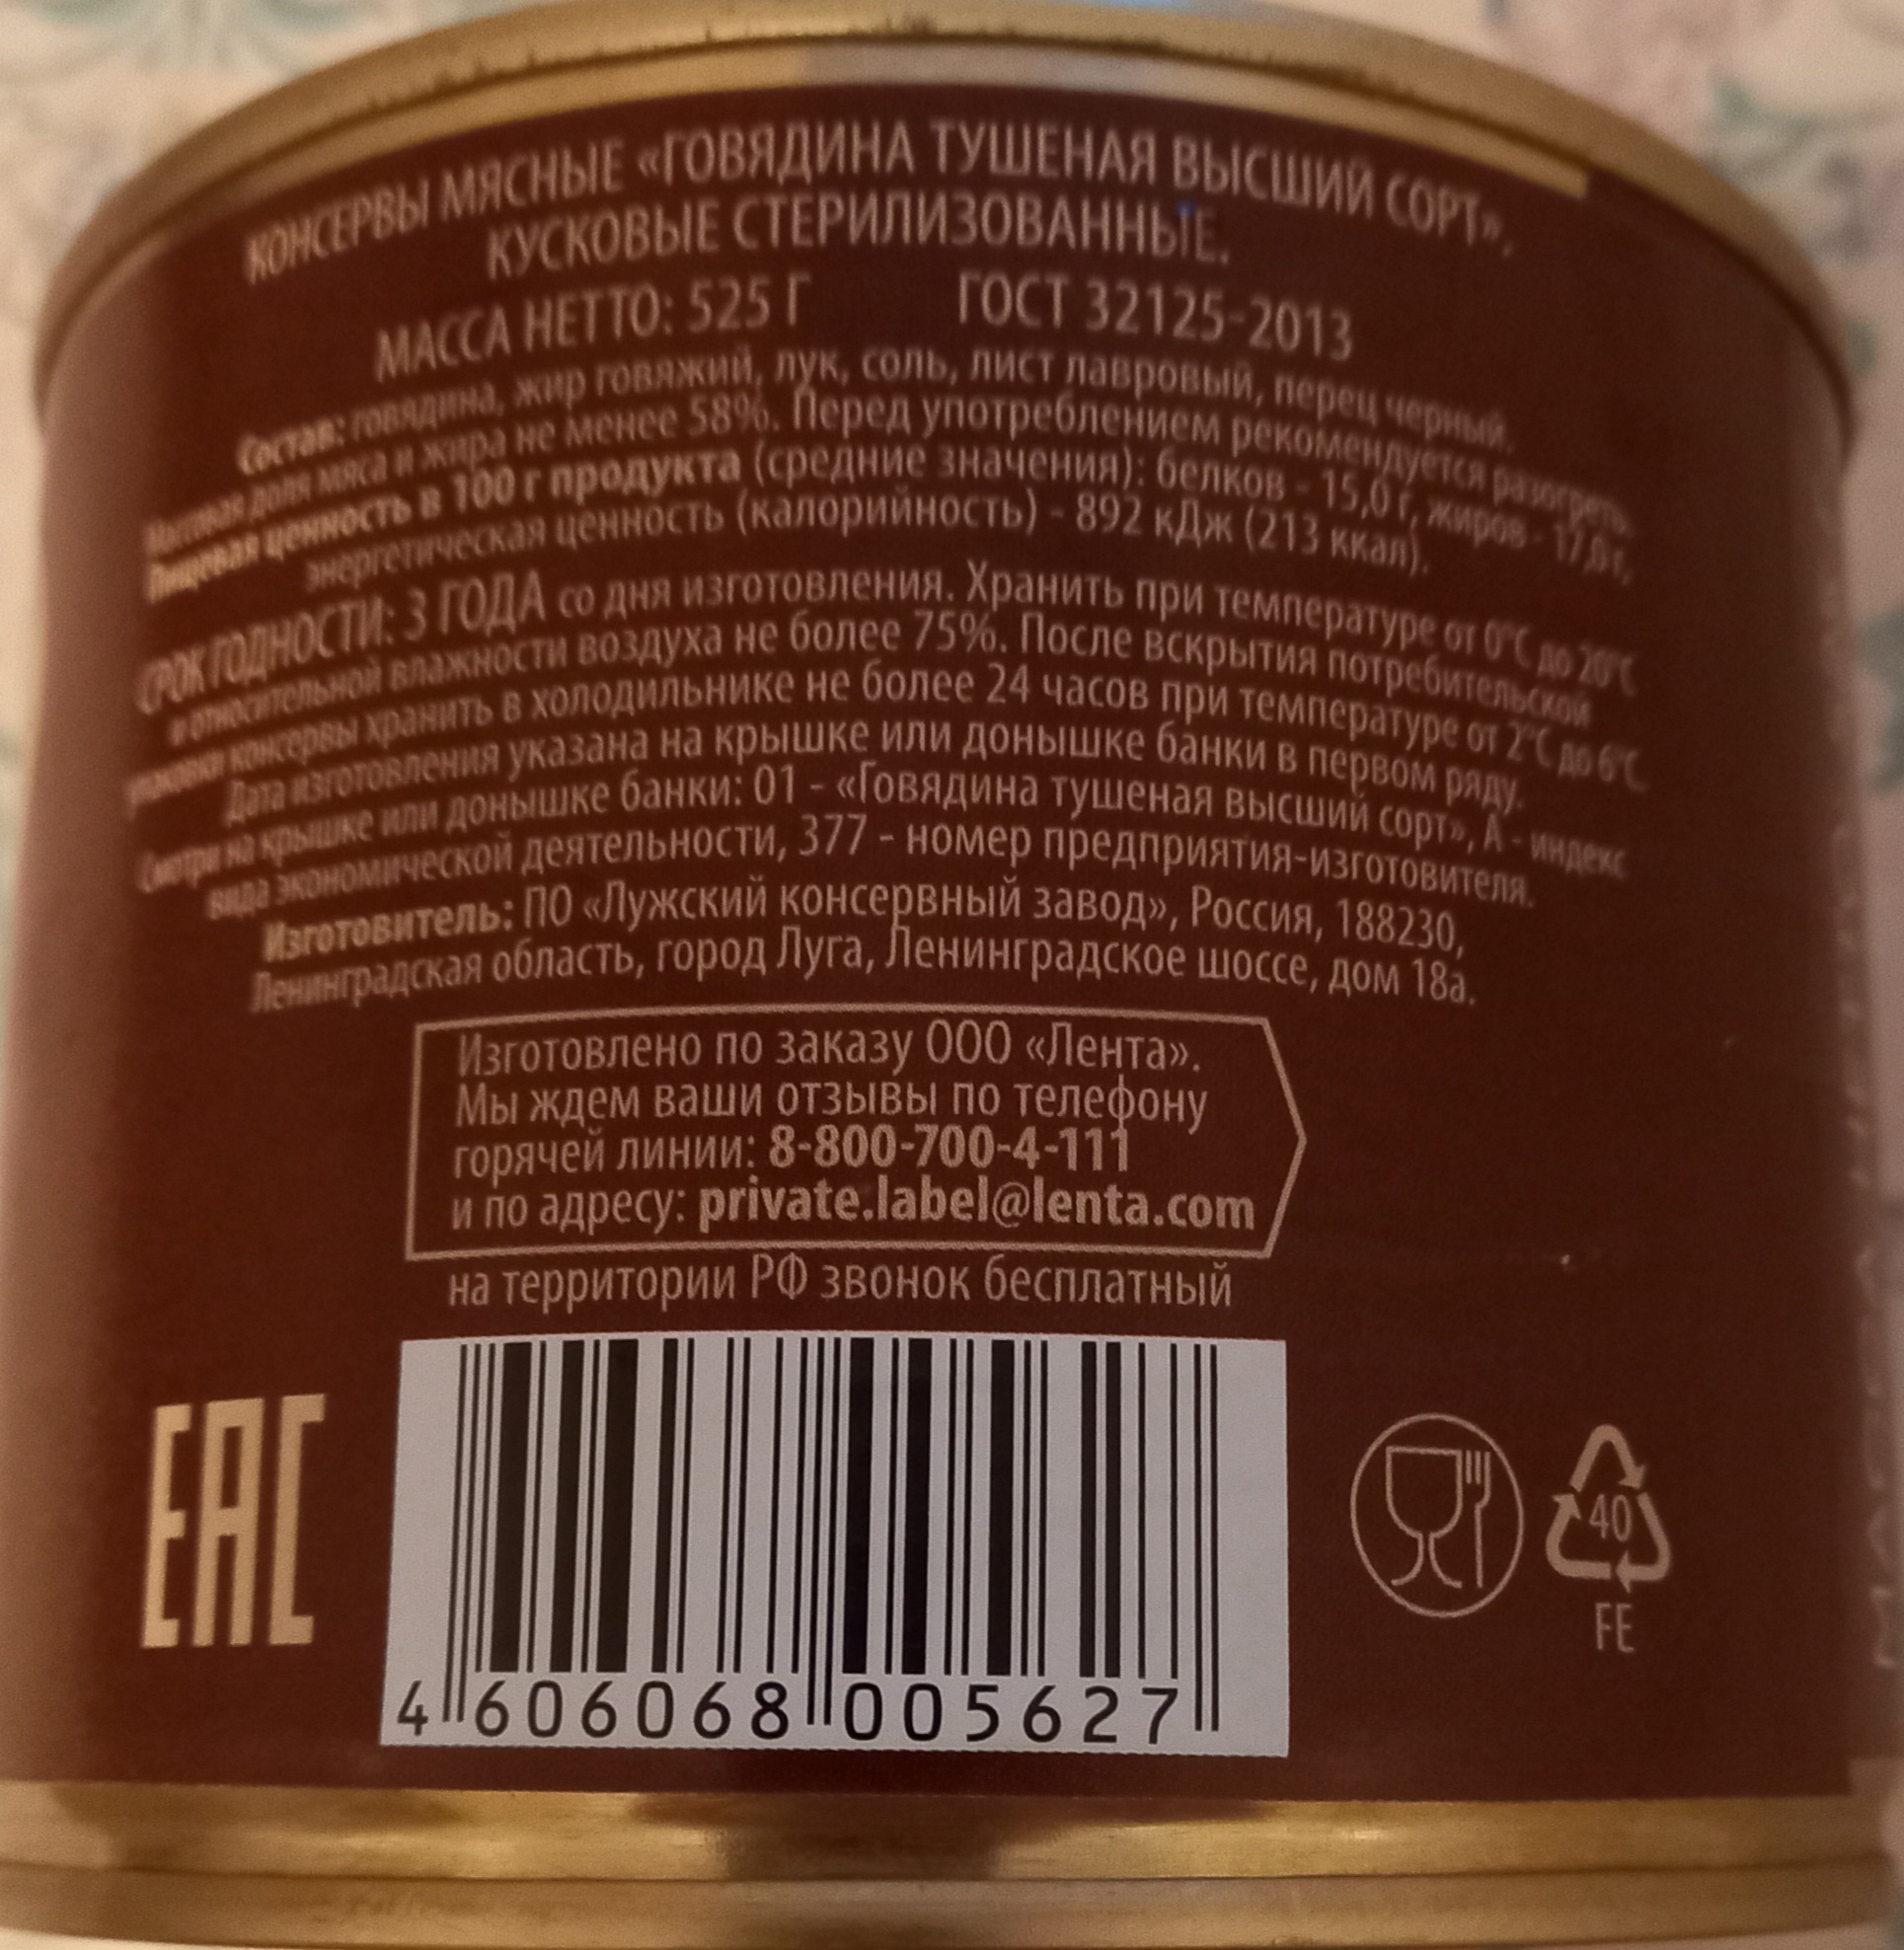 КОНСЕРВЫ МЯСНЫЕ «ГОВЯДИНА ТУШЕНАЯ ВЫСШИЙ СОРТ».
КУСКОВЫЕ СТЕРИЛИЗОВАННЫЕ.
МАССА НЕТТО: 525 Г ГОСТ 32125-2013
Состав: говядина, жир говяжий, лук, соль, лист лавровый, перец черный.
Массовая доля мяса и жира не менее 58%. Перед употреблением рекомендуется разогреть.
Пищевая ценность в 100 г продукта (средние значения): белков - 15,0 г, жиров - 17,0 г,
энергетическая ценность (калорийность) - 892 кДж (213 ккал).
СРОК ГОДНОСТИ: 3 ГОДА со дня изготовления. Хранить при температуре от 0°С до 20°С
и относительной влажности воздуха не более 75%. После вскрытия потребительской
упаковки консервы хранить в холодильнике не более 24 часов при температуре от 2°С до 6°С.
Дата изготовления указана на крышке или донышке банки в первом ряду.
Смотри на крышке или донышке банки: 01 - «Говядина тушеная высший сорт», А - индекс
вида экономической деятельности, 377 - номер предприятия-изготовителя.
Изготовитель: ПО «Лужский консервный завод», Россия, 188230,
Ленинградская область, город Луга, Ленинградское шоссе, дом 18а.
Изготовлено по заказу ООО «Лента».
Мы ждем ваши отзывы по телефону
горячей линии: 8-800-700-4-111
и по адресу: private.label@lenta.com
на территории РФ звонок бесплатный
ЕАС
4 606068 005627
40
FE